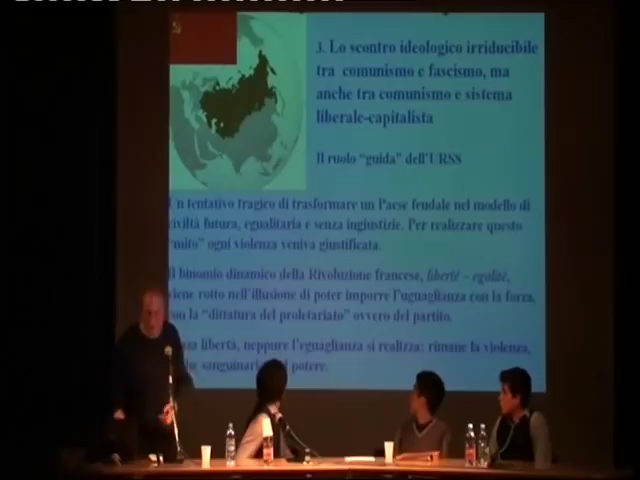 3. Lo scontro ideologico irriducibile
tra comunismo e fascismo, ma
anche tra comunismo e sistema
liberale-capitalista
Il ruolo “guida” dell'URSS
Un tentativo tragico di trasformare un Paese feudale nel modello di
civiltà futura, egualitaria e senza ingiustizie. Per realizzare questo
“mito” ogni violenza veniva giustificata.
Il binomio dinamico della Rivoluzione francese, liberté – egalité,
viene rotto nell'illusione di poter imporre l'uguaglianza con la forza,
con la “dittatura del proletariato” ovvero del partito.
libertà, neppure l'eguaglianza si realizza: rimane la violenza,
potere.